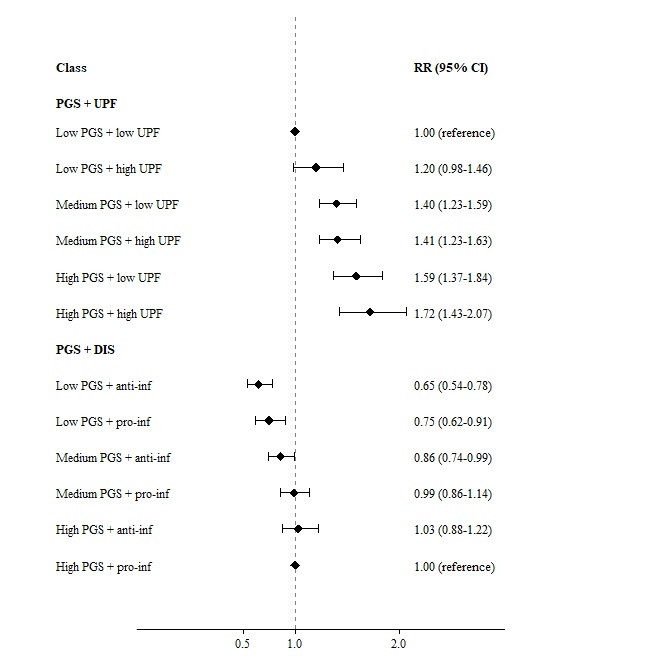 Class RR (95% CI)
PGS + UPF
Low PGS + low UPF 1.00 (reference)
Low PGS + high UPF 1.20 (0.98-1.46)
Medium PGS + low UPF 1.40 (1.23-1.59)
Medium PGS + high UPF 1.41 (1.23-1.63)
High PGS + low UPF 1.59 (1.37-1.84)
High PGS + high UPF 1.72 (1.43-2.07)
PGS + DIS
Low PGS + anti-inf 0.65 (0.54-0.78)
Low PGS + pro-inf 0.75 (0.62-0.91)
Medium PGS + anti-inf 0.86 (0.74-0.99)
Medium PGS + pro-inf 0.99 (0.86-1.14)
High PGS + anti-inf 1.03 (0.88-1.22)
High PGS + pro-inf 1.00 (reference)
0.5 1.0 2.0